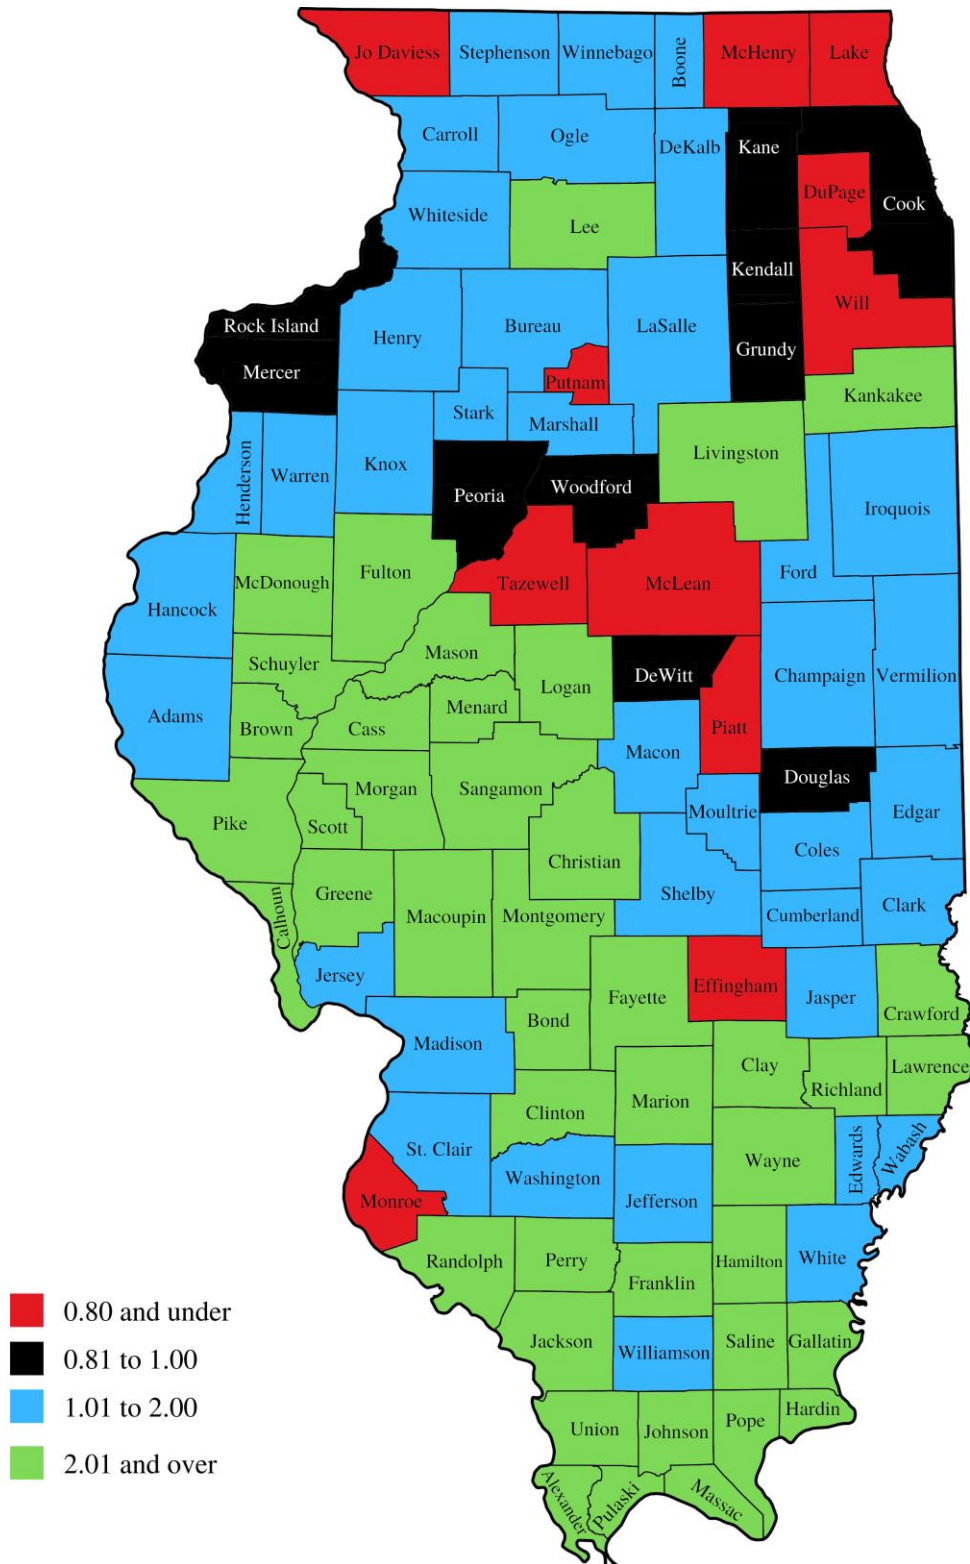 Jo Daviess
Stephenson
Winnebago
Boone
McHenry
Lake
Carroll
Ogle
DeKalb
Kane
DuPage
Cook
Whiteside
Lee
Kendall
Will
Rock Island
Mercer
Henry
Bureau
LaSalle
Grundy
Putnam
Kankakee
Stark
Marshall
Henderson
Warren
Knox
Peoria
Woodford
Livingston
Iroquois
Ford
Hancock
McDonough
Fulton
Tazewell
McLean
Schuyler
Mason
Logan
DeWitt
Champaign
Vermilion
Adams
Brown
Cass
Menard
Macon
Piatt
Douglas
Edgar
Pike
Scott
Morgan
Sangamon
Christian
Moultrie
Coles
Calhoun
Greene
Macoupin
Montgomery
Shelby
Cumberland
Clark
Jersey
Fayette
Effingham
Jasper
Crawford
Madison
Bond
Clay
Richland
Lawrence
Clinton
Marion
St. Clair
Washington
Jefferson
Wayne
Edwards
Wabash
Monroe
Randolph
Perry
Franklin
Hamilton
White
Jackson
Williamson
Saline
Gallatin
Union
Johnson
Pope
Hardin
Alexander
Pulaski
Massac
0.80 and under
0.81 to 1.00
1.01 to 2.00
2.01 and over